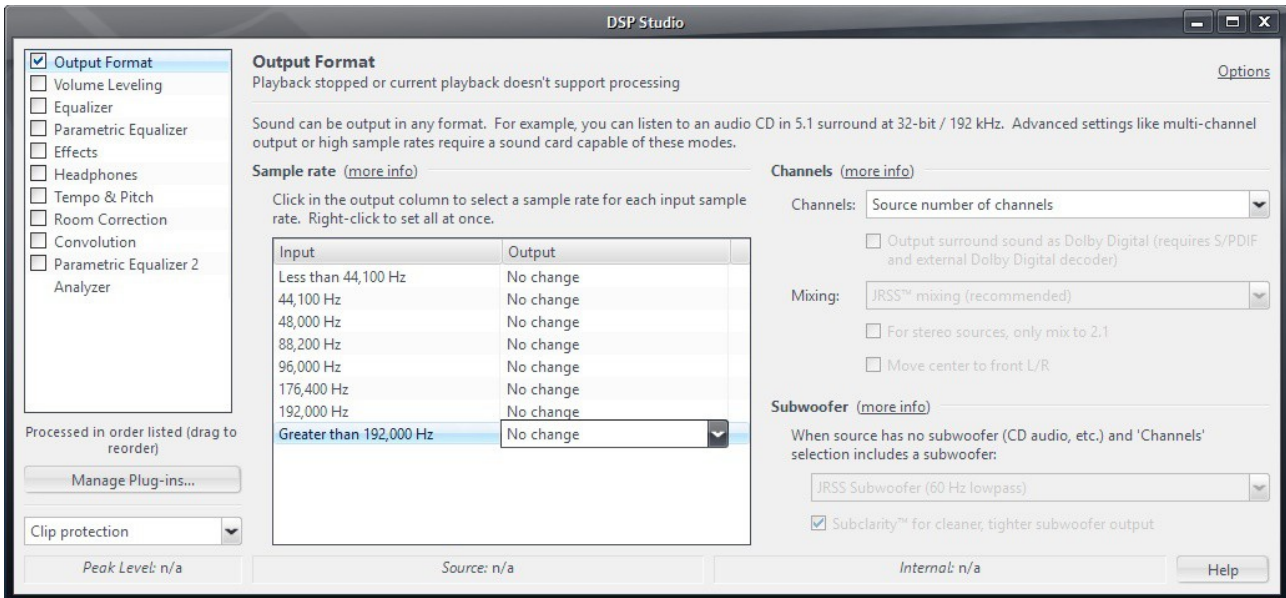 DSP Studio
Output Format
Volume Leveling
Equalizer
Parametric Equalizer
Effects
Headphones
Tempo & Pitch
Room Correction
Convolution
Parametric Equalizer 2
Analyzer
Processed in order listed (drag to
reorder)
Manage Plug-ins...
Clip protection
Output Format
Playback stopped or current playback doesn't support processing
Options
Sound can be output in any format.  For example, you can listen to an audio CD in 5.1 surround at 32-bit / 192 kHz.  Advanced settings like multi-channel
output or high sample rates require a sound card capable of these modes.
Sample rate (more info)
Click in the output column to select a sample rate for each input sample
rate.  Right-click to set all at once.
Input Output
Less than 44,100 Hz No change
44,100 Hz No change
48,000 Hz No change
88,200 Hz No change
96,000 Hz No change
176,400 Hz No change
192,000 Hz No change
Greater than 192,000 Hz No change
Channels (more info)
Channels: Source number of channels
Output surround sound as Dolby Digital (requires S/PDIF
and external Dolby Digital decoder)
Mixing: JRSS™ mixing (recommended)
For stereo sources, only mix to 2.1
Move center to front L/R
Subwoofer (more info)
When source has no subwoofer (CD audio, etc.) and 'Channels'
selection includes a subwoofer:
JRSS Subwoofer (60 Hz lowpass)
Subclarity™ for cleaner, tighter subwoofer output
Peak Level: n/a
Source: n/a
Internal: n/a
Help